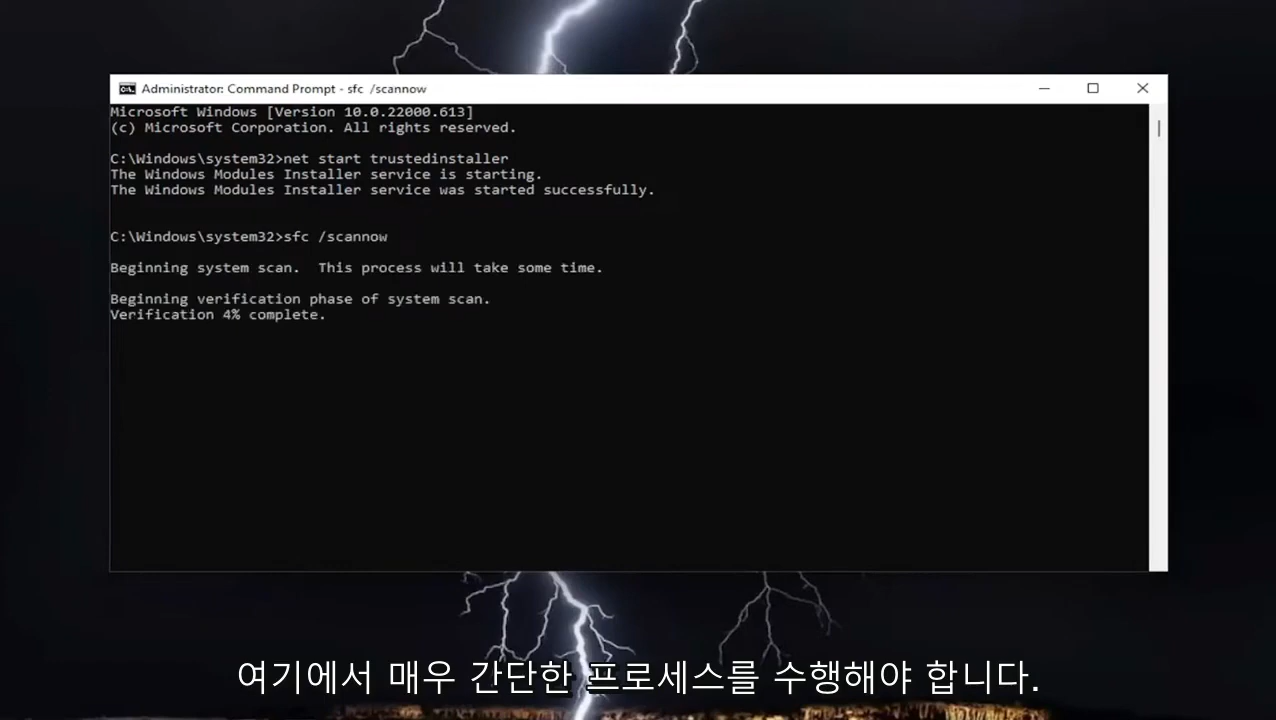 Administrator: Command Prompt - sfc /scannow
Microsoft Windows [Version 10.0.22000.613]
(c) Microsoft Corporation. All rights reserved.
C:\Windows\system32>net start trustedinstaller
The Windows Modules Installer service is starting.
The Windows Modules Installer service was started successfully.
C:\Windows\system32>sfc /scannow
Beginning system scan.  This process will take some time.
Beginning verification phase of system scan.
Verification 4% complete.
여기에서 매우 간단한 프로세스를 수행해야 합니다.